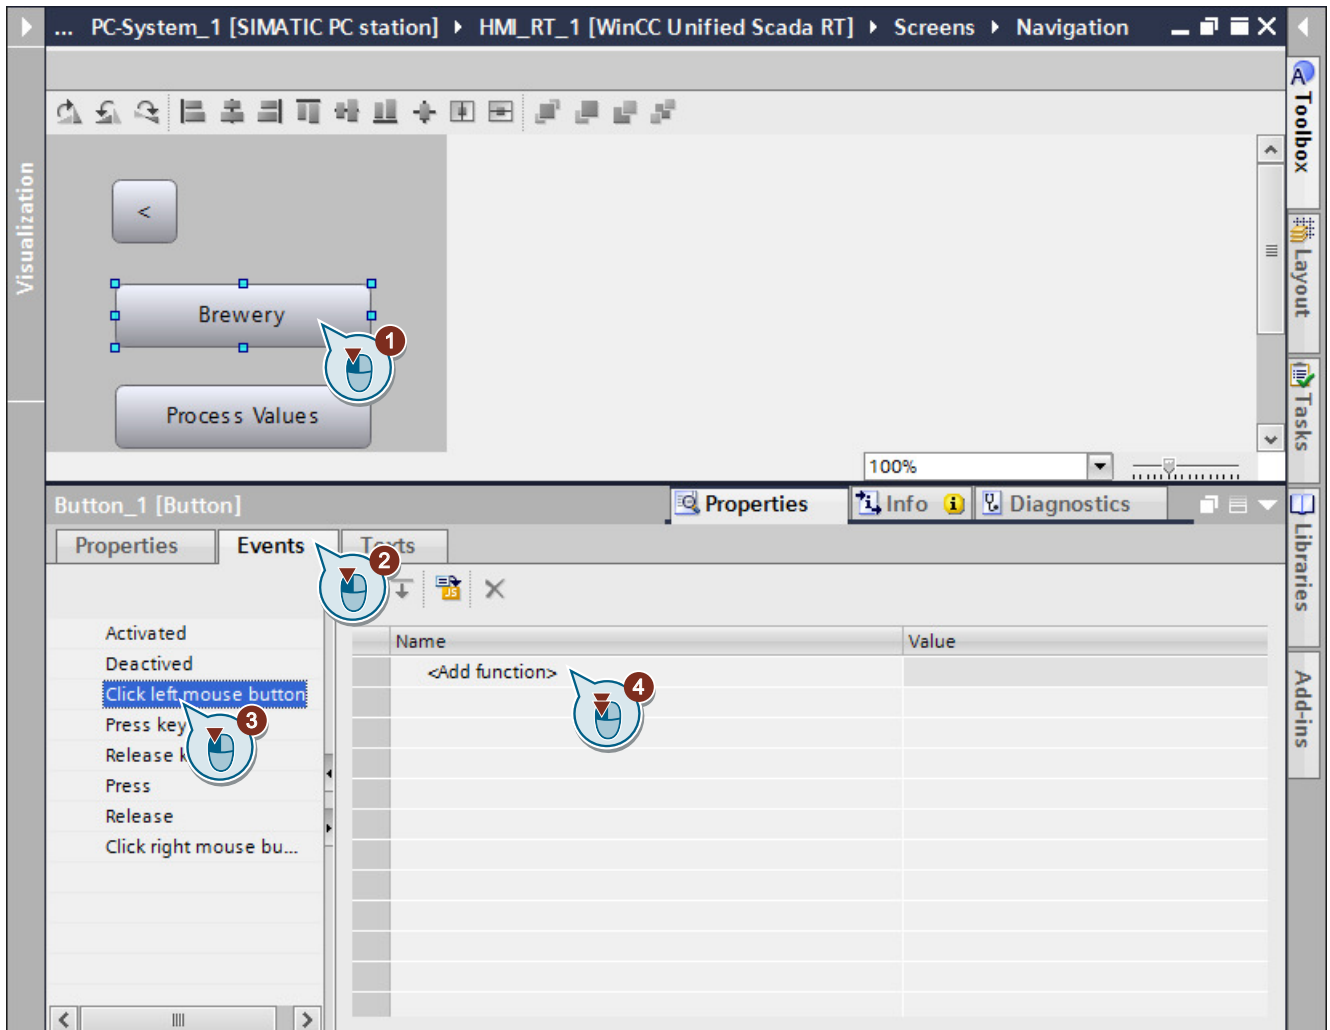 ... PC-System_1 [SIMATIC PC station] HMI_RT_1 [WinCC Unified Scada RT] Screens Navigation
Visualization
<
Brewery
1
Process Values
100%
Button_1 [Button]
Properties Info Diagnostics
Properties Events Texts
2
JS
Activated
Deactived
Click left mouse button
3
Press key
Release k
Press
Release
Click right mouse bu...
Name Value
<Add function>
4
Toolbox
Layout
Tasks
Libraries
Add-ins